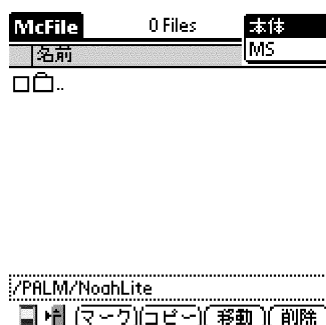 McFile 0 Files 本体
名前 MS
..
/PALM/NoahLite
マーク コピー 移動 削除